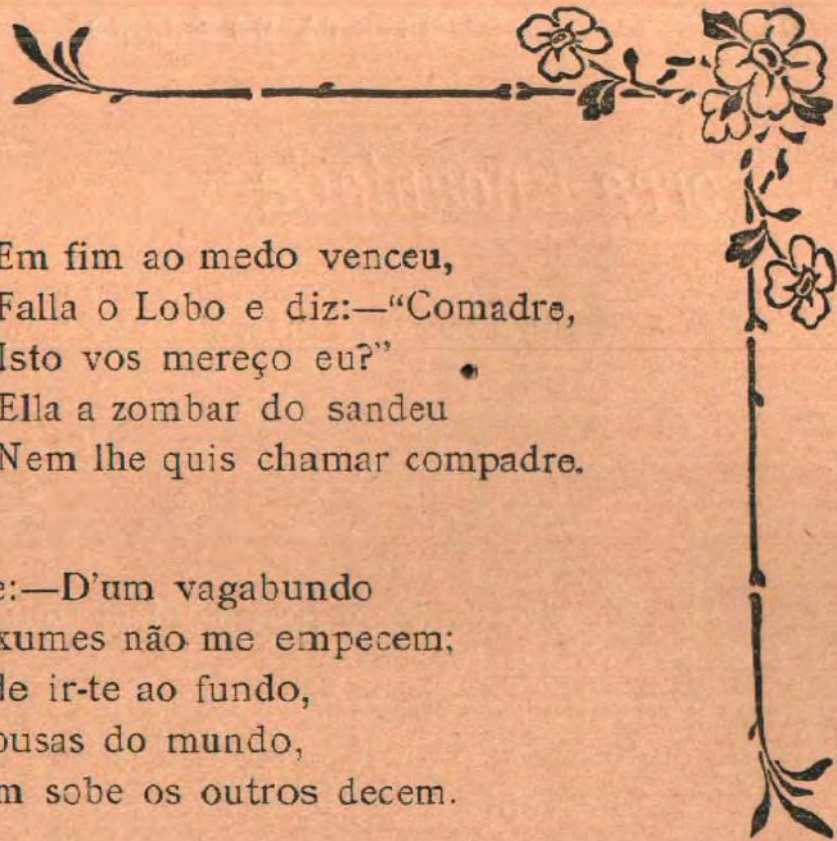 Em fim ao medo venceu,
Falla o Lobo e diz:—“Comadre,
Isto vos mereço eu?”
Ella a zombar do sandeu
Nem lhe quis chamar compadre.
e:—D'um vagabundo
xumes não me empecem;
de ir-te ao fundo,
ousas do mundo,
m sobe os outros decem.